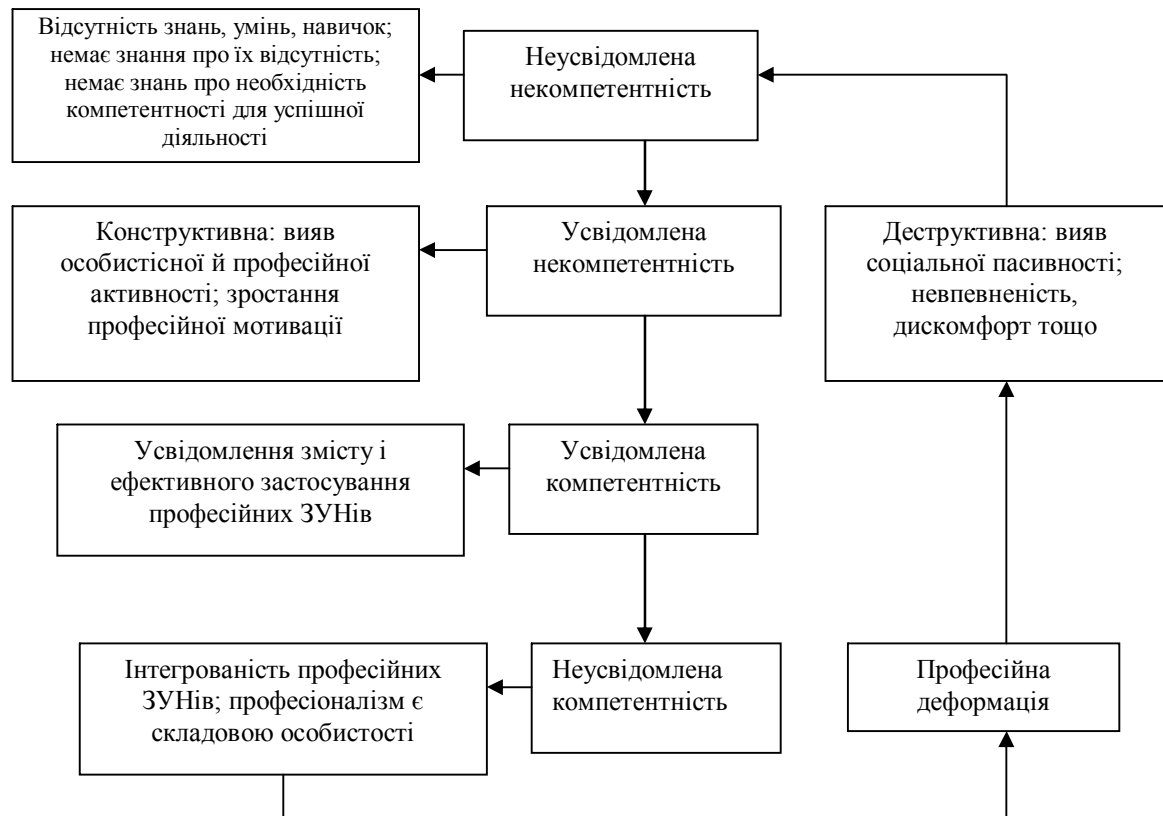 Відсутність знань, умінь, навичок;
немає знання про їх відсутність;
немає знань про необхідність
компетентності для успішної
діяльності
Неусвідомлена
некомпетентність
Конструктивна: вияв
особистісної й професійної
активності; зростання
професійної мотивації
Усвідомлена
некомпетентність
Деструктивна: вияв
соціальної пасивності;
невпевненість,
дискомфорт тощо
Усвідомлення змісту і
ефективного застосування
професійних ЗУНів
Усвідомлена
компетентність
Інтегрованість професійних
ЗУНів; професіоналізм є
складовою особистості
Неусвідомлена
компетентність
Професійна
деформація